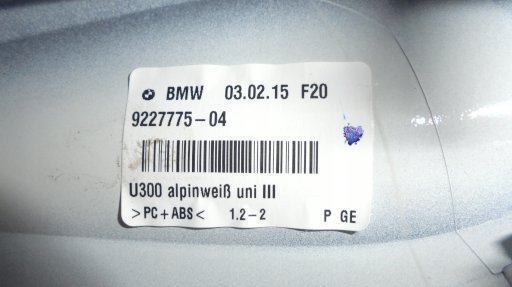 BMW 03.02.15 F20
9227775-04
U300 alpinweiß uni III
>PC+ABS< 1.2-2 P GE